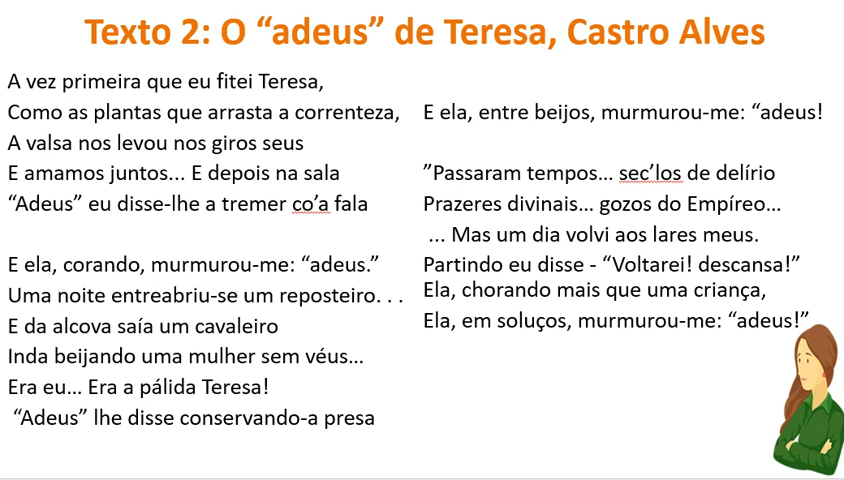 Texto 2: O “adeus” de Teresa, Castro Alves
A vez primeira que eu fitei Teresa,
Como as plantas que arrasta a correnteza,
A valsa nos levou nos giros seus
E amamos juntos... E depois na sala
“Adeus” eu disse-lhe a tremer co’a fala
E ela, corando, murmurou-me: “adeus.”
Uma noite entreabriu-se um reposteiro. . .
E da alcova saía um cavaleiro
Inda beijando uma mulher sem véus...
Era eu... Era a pálida Teresa!
“Adeus” lhe disse conservando-a presa
E ela, entre beijos, murmurou-me: “adeus!
”Passaram tempos... sec’los de delírio
Prazeres divinais... gozos do Empíreo...
... Mas um dia volvi aos lares meus.
Partindo eu disse - “Voltarei! descansa!”
Ela, chorando mais que uma criança,
Ela, em soluços, murmurou-me: “adeus!”